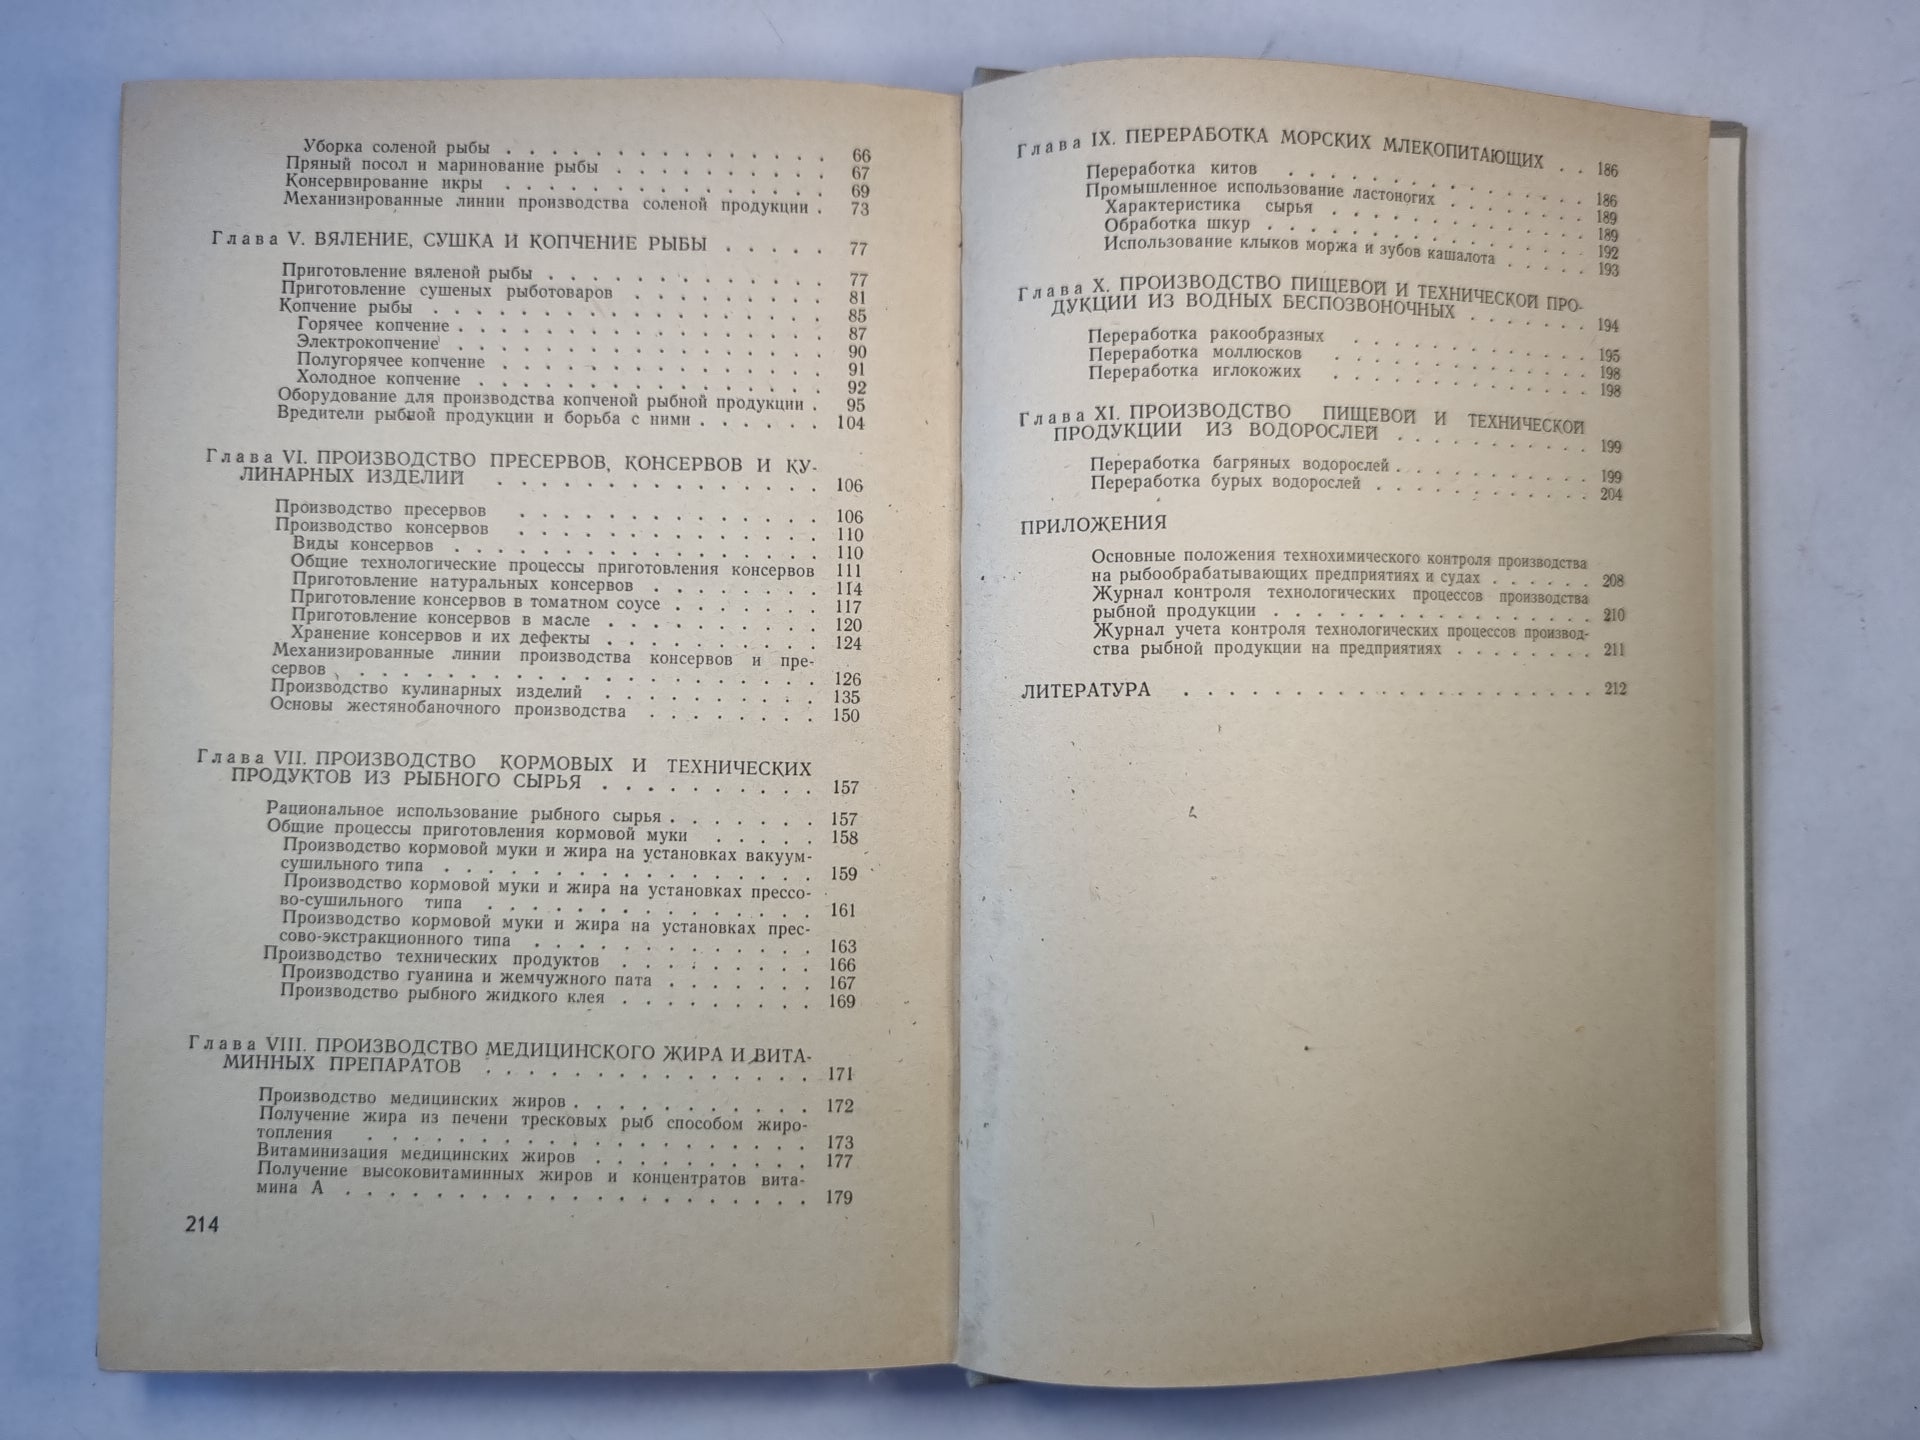 Уборка соленой рыбы . . . . . . . . . . . . . . . 66
Пряный посол и маринование рыбы . . . . . . . . . . 67
Консервирование икры . . . . . . . . . . . . . . . 69
Механизированные линии производства соленой продукции . 73
Глава V. ВЯЛЕНИЕ, СУШКА И КОПЧЕНИЕ РЫБЫ . . . . . 77
Приготовление вяленой рыбы . . . . . . . . . . . . 77
Приготовление сушеных рыботоваров . . . . . . . . . 81
Копчение рыбы . . . . . . . . . . . . . . . . . 85
Горячее копчение . . . . . . . . . . . . . . . . 87
Электрокопчение . . . . . . . . . . . . . . . . 90
Полугорячее копчение . . . . . . . . . . . . . . 91
Холодное копчение . . . . . . . . . . . . . . . 92
Оборудование для производства копченой рыбной продукции . 95
Вредители рыбной продукции и борьба с ними . . . . . . 104
Глава VI. ПРОИЗВОДСТВО ПРЕСЕРВОВ, КОНСЕРВОВ И КУ-
ЛИНАРНЫХ ИЗДЕЛИЙ . . . . . . . . . . . . . . . 106
Производство пресервов . . . . . . . . . . . . . 106
Производство консервов . . . . . . . . . . . . . 110
Виды консервов . . . . . . . . . . . . . . . . 110
Общие технологические процессы приготовления консервов 111
Приготовление натуральных консервов . . . . . . . . 114
Приготовление консервов в томатном соусе . . . . . . . 117
Приготовление консервов в масле . . . . . . . . . . 120
Хранение консервов и их дефекты . . . . . . . . . . 124
Механизированные линии производства консервов и пре-
сервов . . . . . . . . . . . . . . . . . . . . 126
Производство кулинарных изделий . . . . . . . . . . 135
Основы жестянобаночного производства . . . . . . . . 150
Глава VII. ПРОИЗВОДСТВО КОРМОВЫХ И ТЕХНИЧЕСКИХ
ПРОДУКТОВ ИЗ РЫБНОГО СЫРЬЯ . . . . . . . . . . 157
Рациональное использование рыбного сырья . . . . . . . 157
Общие процессы приготовления кормовой муки . . . . . 158
Производство кормовой муки и жира на установках вакуум-
сушильного типа . . . . . . . . . . . . . . . . 159
Производство кормовой муки и жира на установках прессо-
во-сушильного типа . . . . . . . . . . . . . . . 161
Производство кормовой муки и жира на установках прес-
сово-экстракционного типа . . . . . . . . . . . . 163
Производство технических продуктов . . . . . . . . . 166
Производство гуанина и жемчужного пата . . . . . . . 167
Производство рыбного жидкого клея . . . . . . . . . 169
Глава VIII. ПРОИЗВОДСТВО МЕДИЦИНСКОГО ЖИРА И ВИТА-
МИННЫХ ПРЕПАРАТОВ . . . . . . . . . . . . . . . 171
Производство медицинских жиров . . . . . . . . . . . 172
Получение жира из печени тресковых рыб способом жиро-
топления . . . . . . . . . . . . . . . . . . . 173
Витаминизация медицинских жиров . . . . . . . . . . 177
Получение высоковитаминных жиров и концентратов вита-
мина А . . . . . . . . . . . . . . . . . . . . 179
214
Глава IX. ПЕРЕРАБОТКА МОРСКИХ МЛЕКОПИТАЮЩИХ . . 186
Переработка китов . . . . . . . . . . . . . . . 186
Промышленное использование ластоногих . . . . . . . . 189
Характеристика сырья . . . . . . . . . . . . . . 189
Обработка шкур . . . . . . . . . . . . . . . . 192
Использование клыков моржа и зубов кашалота . . . . . 193
Глава X. ПРОИЗВОДСТВО ПИЩЕВОЙ И ТЕХНИЧЕСКОЙ ПРО-
ДУКЦИИ ИЗ ВОДНЫХ БЕСПОЗВОНОЧНЫХ . . . . . . . 194
Переработка ракообразных . . . . . . . . . . . . . 195
Переработка моллюсков . . . . . . . . . . . . . . 198
Переработка иглокожих . . . . . . . . . . . . . . 198
Глава XI. ПРОИЗВОДСТВО ПИЩЕВОЙ И ТЕХНИЧЕСКОЙ
ПРОДУКЦИИ ИЗ ВОДОРОСЛЕЙ . . . . . . . . . . . 199
Переработка багряных водорослей . . . . . . . . . . . 199
Переработка бурых водорослей . . . . . . . . . . . . 204
ПРИЛОЖЕНИЯ
Основные положения технохимического контроля производства
на рыбообрабатывающих предприятиях и судах . . . . . . 208
Журнал контроля технологических процессов производства
рыбной продукции . . . . . . . . . . . . . . . . 210
Журнал учета контроля технологических процессов производ-
ства рыбной продукции на предприятиях . . . . . . . . 211
ЛИТЕРАТУРА . . . . . . . . . . . . . . . . . . . . 212